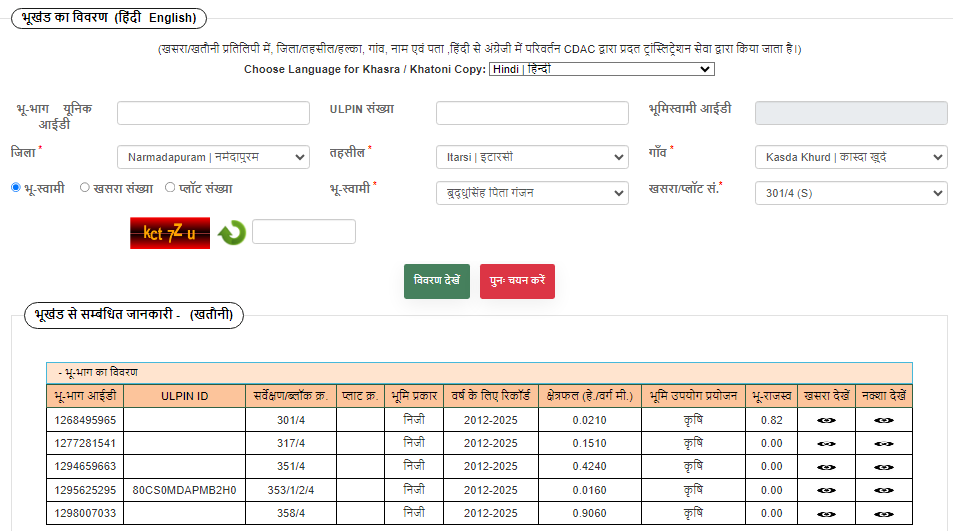 भूखंड का विवरण (हिंदी English)
(खसरा/खतौनी प्रतिलिपी में, जिला/तहसील/हल्का, गांव, नाम एवं पता ,हिंदी से अंग्रेजी में परिवर्तन CDAC द्वारा प्रदत ट्रांस्लिट्रेशन सेवा द्वारा किया जाता है।)
Choose Language for Khasra / Khatoni Copy: Hindi | हिन्दी
भू-भाग यूनिक आईडी ULPIN संख्या भूमिस्वामी आईडी
जिला * Narmadapuram | नर्मदापुरम तहसील * Itarsi | इटारसी गाँव * Kasda Khurd | कास्दा खुर्द
भू-स्वामी खसरा संख्या प्लॉट संख्या भू-स्वामी * बुद्धुसिंह पिता गंजन खसरा/प्लॉट सं.* 301/4 (S)
kct 7Z u
विवरण देखें पुनः चयन करें
भूखंड से सम्बंधित जानकारी - (खतौनी)
- भू-भाग का विवरण
भू-भाग आईडी ULPIN ID सर्वेक्षण/ब्लॉक क्र. प्लाट क्र. भूमि प्रकार वर्ष के लिए रिकॉर्ड क्षेत्रफल (हे./वर्ग मी.) भूमि उपयोग प्रयोजन भू-राजस्व खसरा देखें नक्शा देखें
1268495965 301/4 निजी 2012-2025 0.0210 कृषि 0.82
1277281541 317/4 निजी 2012-2025 0.1510 कृषि 0.00
1294659663 351/4 निजी 2012-2025 0.4240 कृषि 0.00
1295625295 80CS0MDAPMB2H0 353/1/2/4 निजी 2012-2025 0.0160 कृषि 0.00
1298007033 358/4 निजी 2012-2025 0.9060 कृषि 0.00